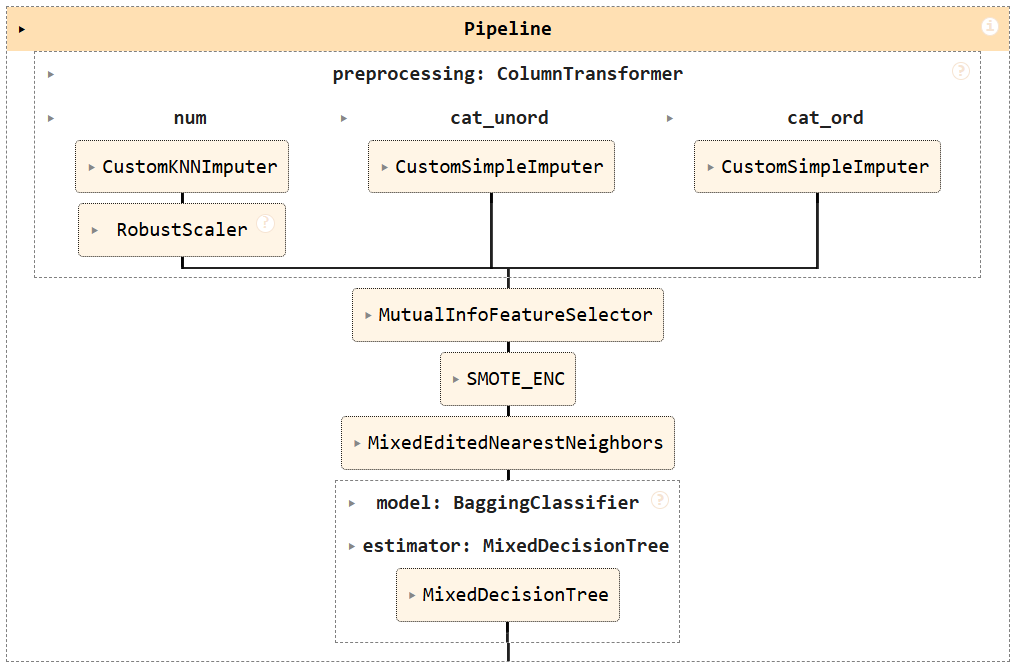 Pipeline
preprocessing: ColumnTransformer
num cat_unord cat_ord
CustomKNNImputer CustomSimpleImputer CustomSimpleImputer
RobustScaler ?
MutualInfoFeatureSelector
SMOTE_ENC
MixedEditedNearestNeighbors
model: BaggingClassifier ?
estimator: MixedDecisionTree
MixedDecisionTree